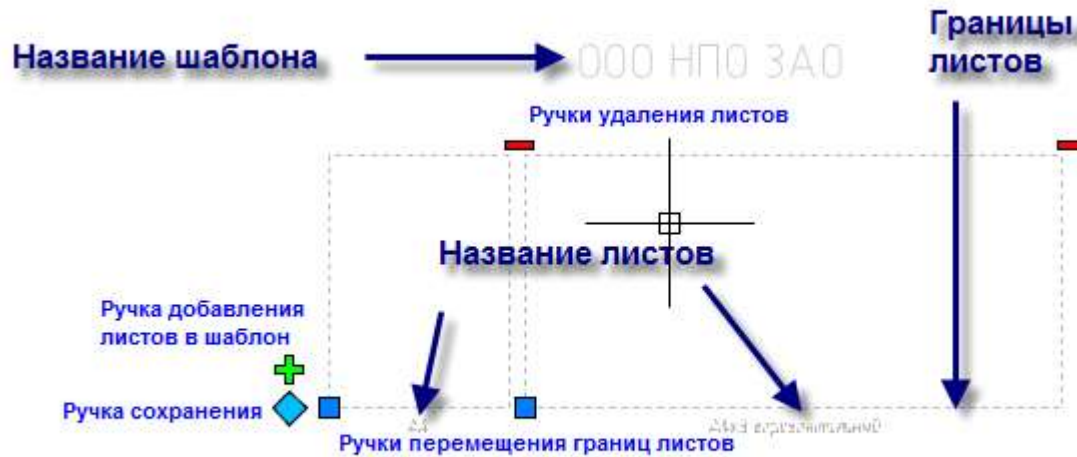 Название шаблона
ООО НПО ЗАО
Границы
листов
Ручки удаления листов
Название листов
Ручка добавления
листов в шаблон
Ручка сохранения
А4
горизонтальный
Ручки перемещения границ листов